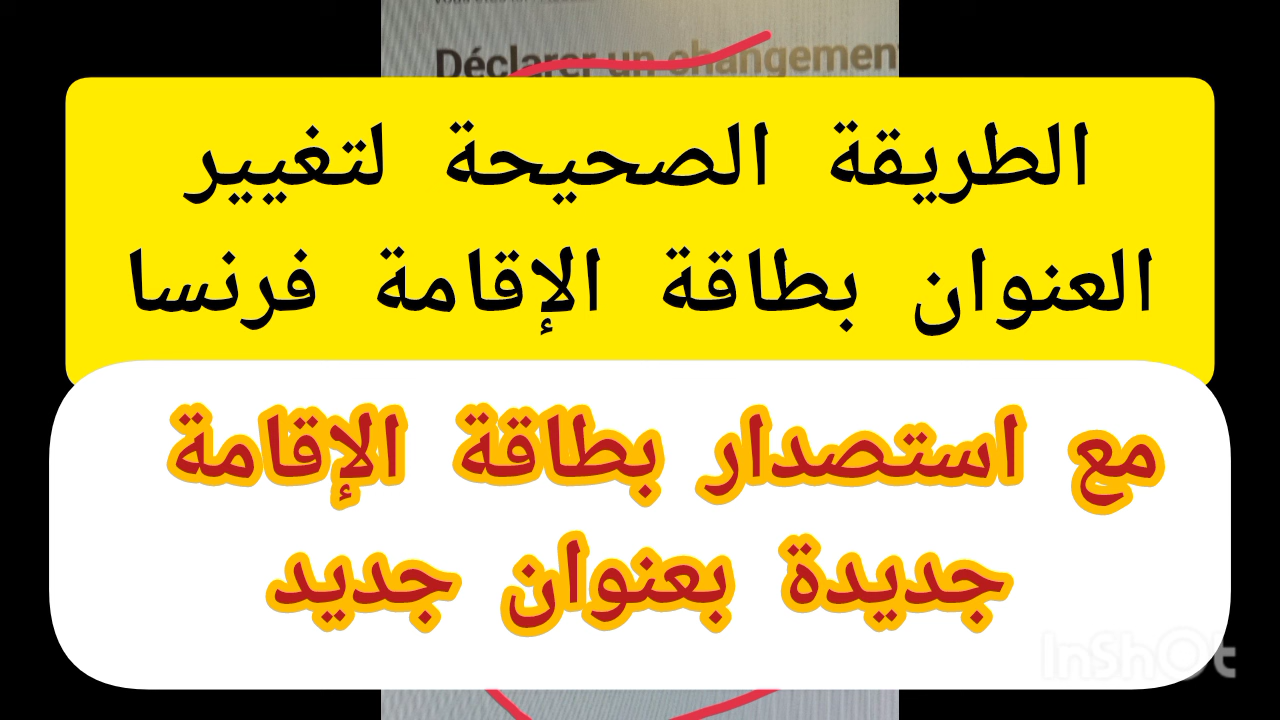 Déclarer un changement
الطريقة الصحيحة لتغيير
العنوان بطاقة الإقامة فرنسا
مع استصدار بطاقة الإقامة
جديدة بعنوان جديد
InShOt